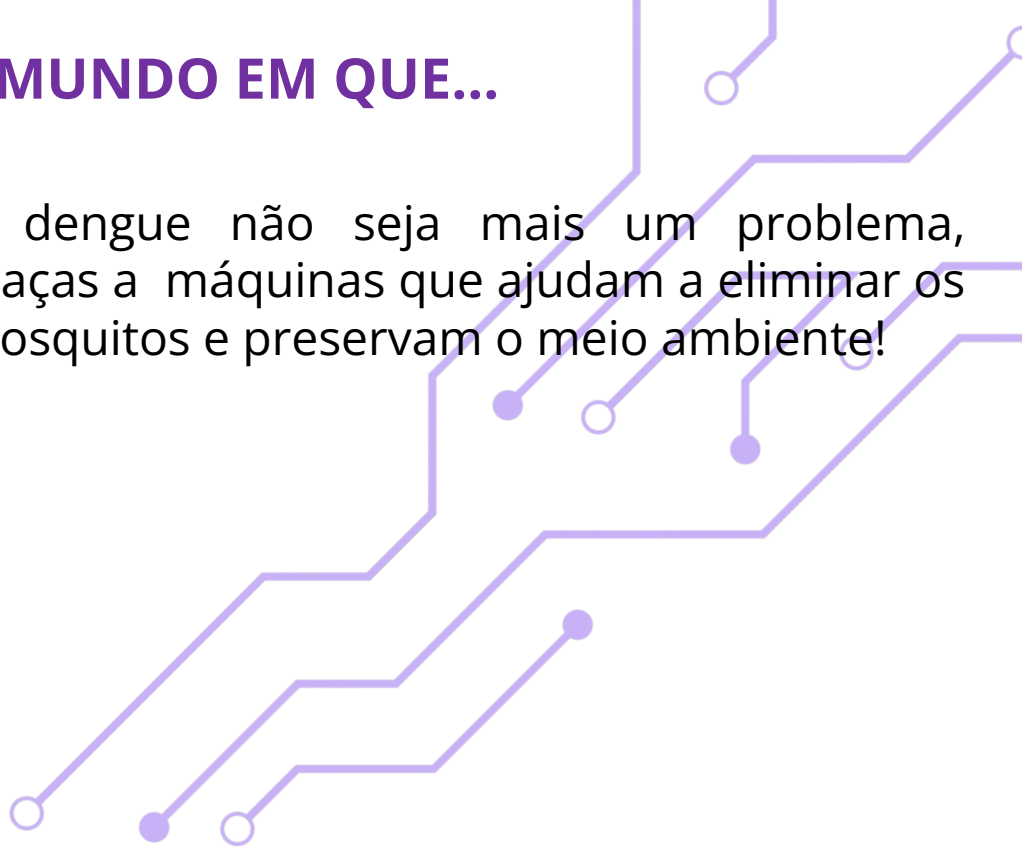 MUNDO EM QUE...
dengue não seja mais um problema,
aças a máquinas que ajudam a eliminar os
osquitos e preservam o meio ambiente!